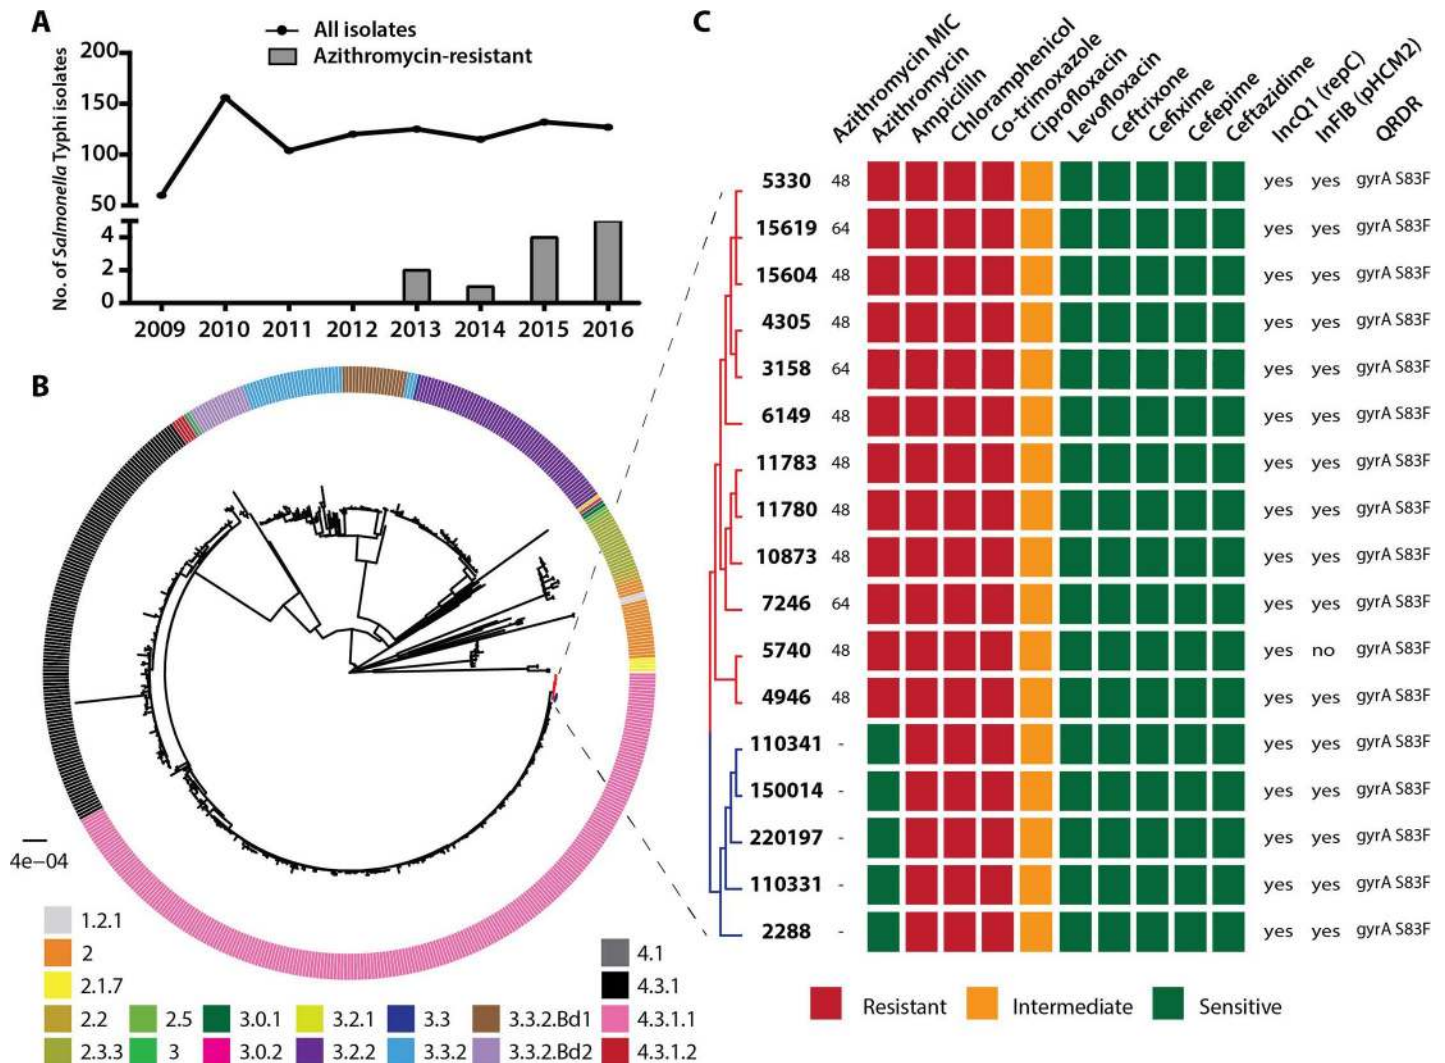 A
All isolates
Azithromycin-resistant
No. of Salmonella Typhi isolates
200
150
100
50
4
2
0
2009 2010 2011 2012 2013 2014 2015 2016
B
4e−04
1.2.1
2
2.1.7
2.2
2.3.3
2.5
3
3.0.1
3.0.2
3.2.1
3.2.2
3.3
3.3.2
3.3.2.Bd1
3.3.2.Bd2
4.1
4.3.1
4.3.1.1
4.3.1.2
C
Azithromycin MIC
Azithromycin
Ampicililn
Chloramphenicol
Co-trimoxazole
Ciprofloxacin
Levofloxacin
Ceftrixone
Cefixime
Cefepime
Ceftazidime
IncQ1 (repC)
InFIB (pHCM2)
QRDR
5330 48 yes yes gyrA S83F
15619 64 yes yes gyrA S83F
15604 48 yes yes gyrA S83F
4305 48 yes yes gyrA S83F
3158 64 yes yes gyrA S83F
6149 48 yes yes gyrA S83F
11783 48 yes yes gyrA S83F
11780 48 yes yes gyrA S83F
10873 48 yes yes gyrA S83F
7246 64 yes yes gyrA S83F
5740 48 yes no gyrA S83F
4946 48 yes yes gyrA S83F
110341 - yes yes gyrA S83F
150014 - yes yes gyrA S83F
220197 - yes yes gyrA S83F
110331 - yes yes gyrA S83F
2288 - yes yes gyrA S83F
Resistant Intermediate Sensitive